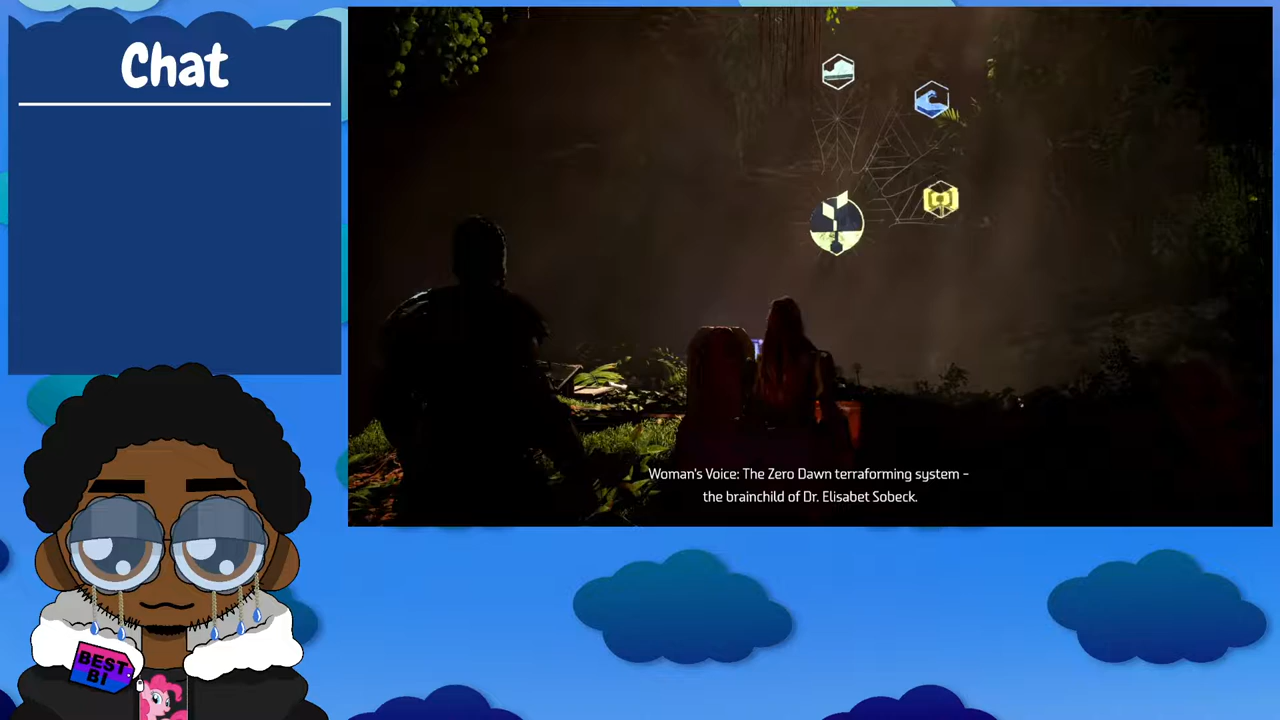 Chat
Woman's Voice: The Zero Dawn terraforming system –
the brainchild of Dr. Elisabet Sobeck.
BEST
BI